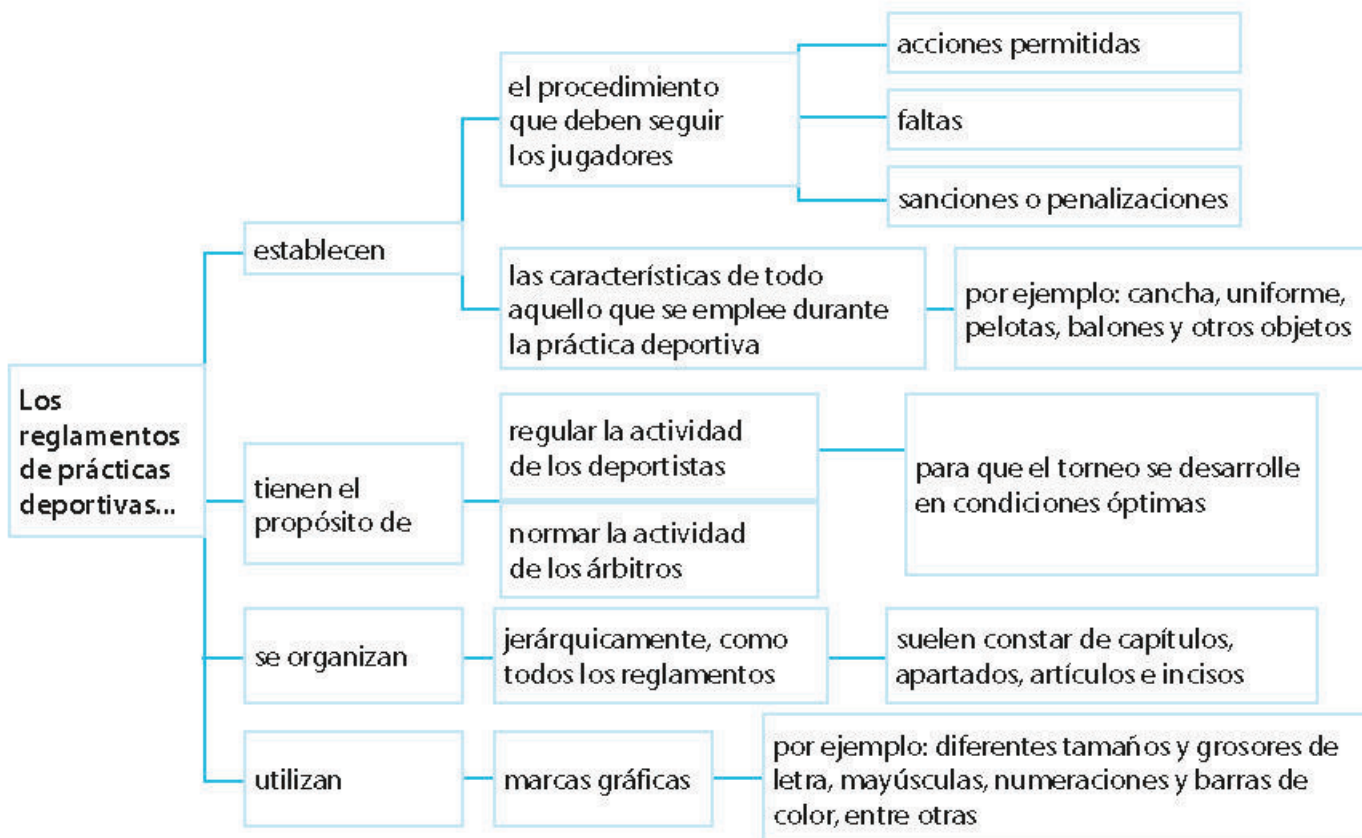 Los
reglamentos
de prácticas
deportivas...
establecen
el procedimiento
que deben seguir
los jugadores
acciones permitidas
faltas
sanciones o penalizaciones
las características de todo
aquello que se emplee durante
la práctica deportiva
por ejemplo: cancha, uniforme,
pelotas, balones y otros objetos
tienen el
propósito de
regular la actividad
de los deportistas
normar la actividad
de los árbitros
para que el torneo se desarrolle
en condiciones óptimas
se organizan
jerárquicamente, como
todos los reglamentos
suelen constar de capítulos,
apartados, artículos e incisos
utilizan
marcas gráficas
por ejemplo: diferentes tamaños y grosores de
letra, mayúsculas, numeraciones y barras de
color, entre otras